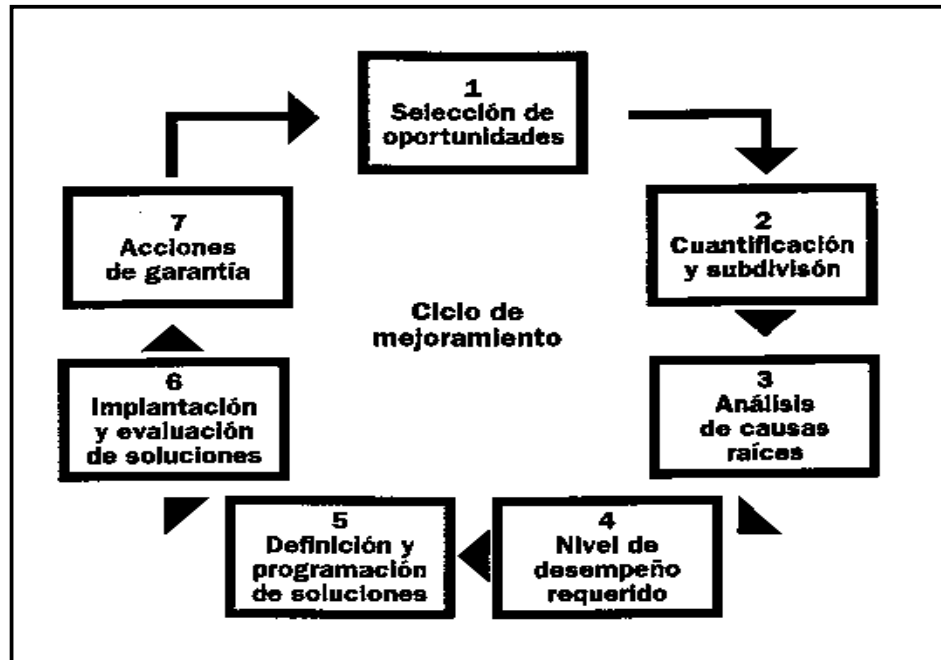 1
Selección de
oportunidades
2
Cuantificación
y subdivisón
3
Análisis
de causas
raíces
4
Nivel de
desempeño
requerido
5
Definición y
programación
de soluciones
6
Implantación
y evaluación
de soluciones
7
Acciones
de garantía
Ciclo de
mejoramiento